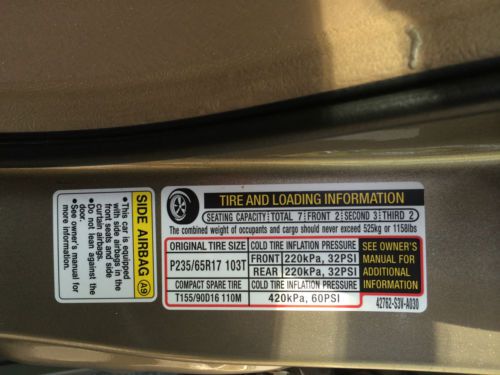 SIDE AIRBAG A9
• This car is equipped
with side airbags in the
front seats and side
curtain airbags.
• Do not lean against the
door.
• See owner's manual for
more information.
TIRE AND LOADING INFORMATION
SEATING CAPACITY TOTAL 7 FRONT 2 SECOND 3 THIRD 2
The combined weight of occupants and cargo should never exceed 525kg or 1158lbs
ORIGINAL TIRE SIZE COLD TIRE INFLATION PRESSURE
P235/65R17 103T FRONT 220kPa, 32PSI
REAR 220kPa, 32PSI
COMPACT SPARE TIRE COLD TIRE INFLATION PRESSURE
T155/90D16 110M 420kPa, 60PSI
SEE OWNER'S
MANUAL FOR
ADDITIONAL
INFORMATION
42762-S3V-A030